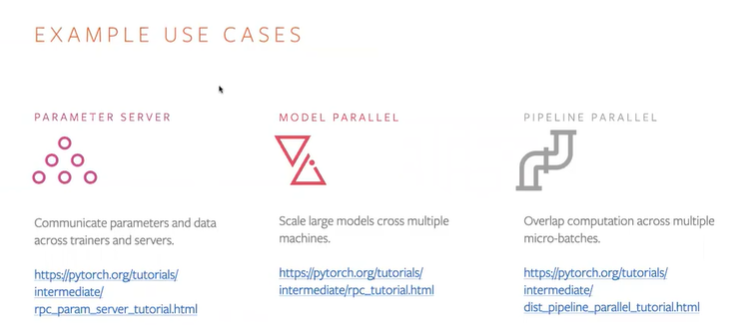 EXAMPLE USE CASES
PARAMETER SERVER
Communicate parameters and data
across trainers and servers.
https://pytorch.org/tutorials/
intermediate/
rpc_param_server_tutorial.html
MODEL PARALLEL
Scale large models cross multiple
machines.
https://pytorch.org/tutorials/
intermediate/rpc_tutorial.html
PIPELINE PARALLEL
Overlap computation across multiple
micro-batches.
https://pytorch.org/tutorials/
intermediate/
dist_pipeline_parallel_tutorial.html